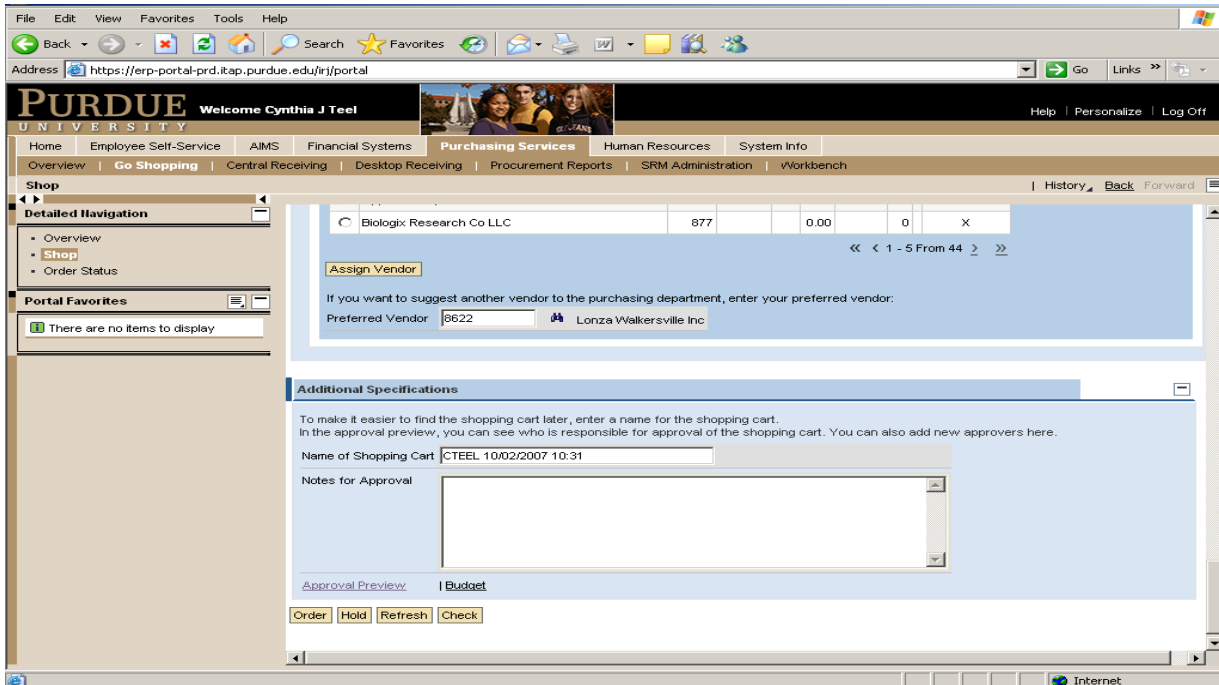 File Edit View Favorites Tools Help
Back Search Favorites
Address https://erp-portal-prd.itap.purdue.edu/irj/portal Go Links »
PURDUE Welcome Cynthia J Teel Help | Personalize | Log Off
UNIVERSITY
Home Employee Self-Service AIMS Financial Systems Purchasing Services Human Resources System Info
Overview | Go Shopping | Central Receiving | Desktop Receiving | Procurement Reports | SRM Administration | Workbench
Shop | History Back Forward
Detailed Navigation
Biologix Research Co LLC 877 0.00 0 X
Overview
Shop
1 - 5 From 44
Order Status
Assign Vendor
Portal Favorites
If you want to suggest another vendor to the purchasing department, enter your preferred vendor:
There are no items to display
Preferred Vendor 8622 Lonza Walkersville Inc
Additional Specifications
To make it easier to find the shopping cart later, enter a name for the shopping cart.
In the approval preview, you can see who is responsible for approval of the shopping cart. You can also add new approvers here.
Name of Shopping Cart CTEEL 10/02/2007 10:31
Notes for Approval
Approval Preview | Budget
Order Hold Refresh Check
Internet